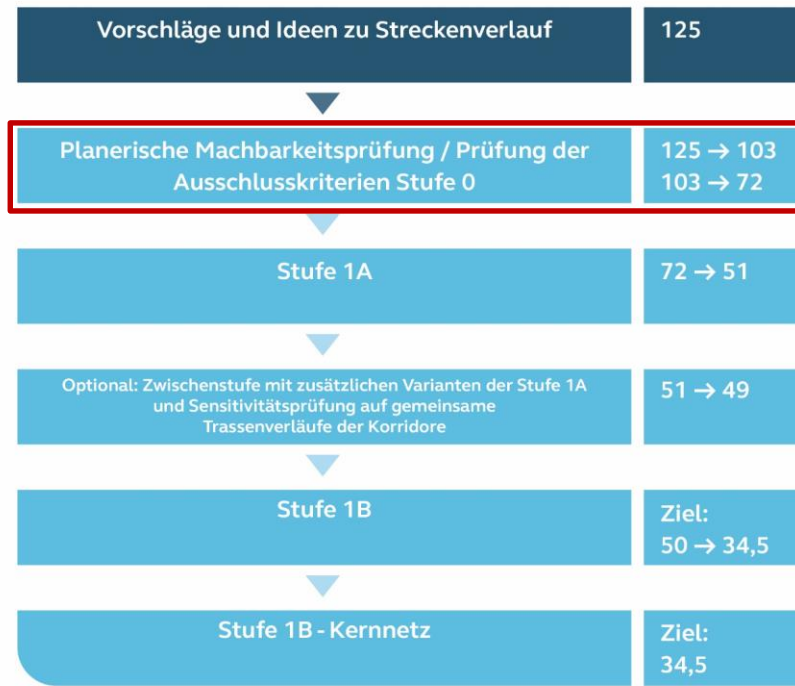 Vorschläge und Ideen zu Streckenverlauf
125
Planerische Machbarkeitsprüfung / Prüfung der
Ausschlusskriterien Stufe 0
125 → 103
103 → 72
Stufe 1A
72 → 51
Optional: Zwischenstufe mit zusätzlichen Varianten der Stufe 1A
und Sensitivitätsprüfung auf gemeinsame
Trassenverläufe der Korridore
51 → 49
Stufe 1B
Ziel:
50 → 34,5
Stufe 1B - Kernnetz
Ziel:
34,5